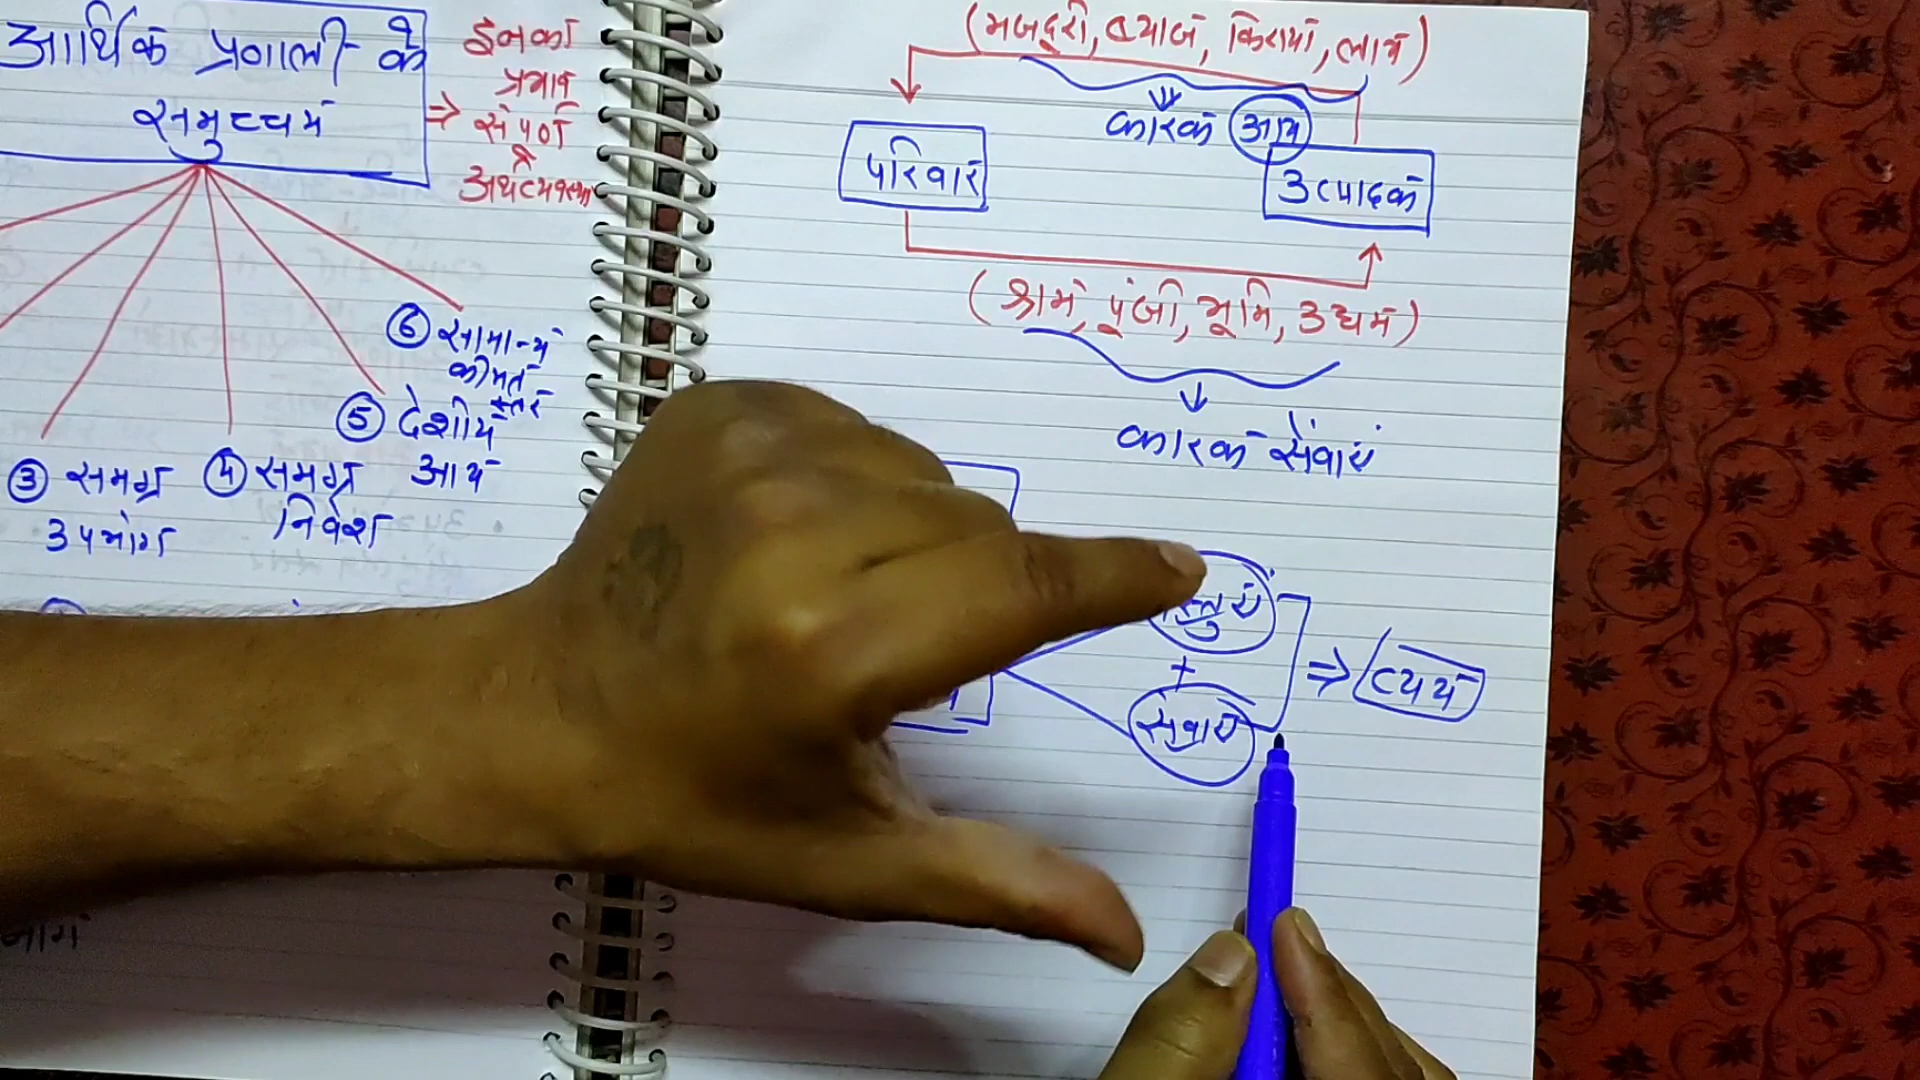 आर्थिक प्रणाली के
समुच्चय
⇒ इनका
प्रभाव
संपूर्ण
पर
अर्थव्यवस्था
③ समग्र
उपभोग
④ समग्र
निवेश
⑤ देशीय
आय
⑥ सामान्य
कीमत
स्तर
(मजदूरी, ब्याज, किराया, लाभ)
कारक आय
परिवार
उत्पादक
(श्रम, पूंजी, भूमि, उद्यम)
कारक सेवाएं
+
सेवाएं
⇒ व्यय